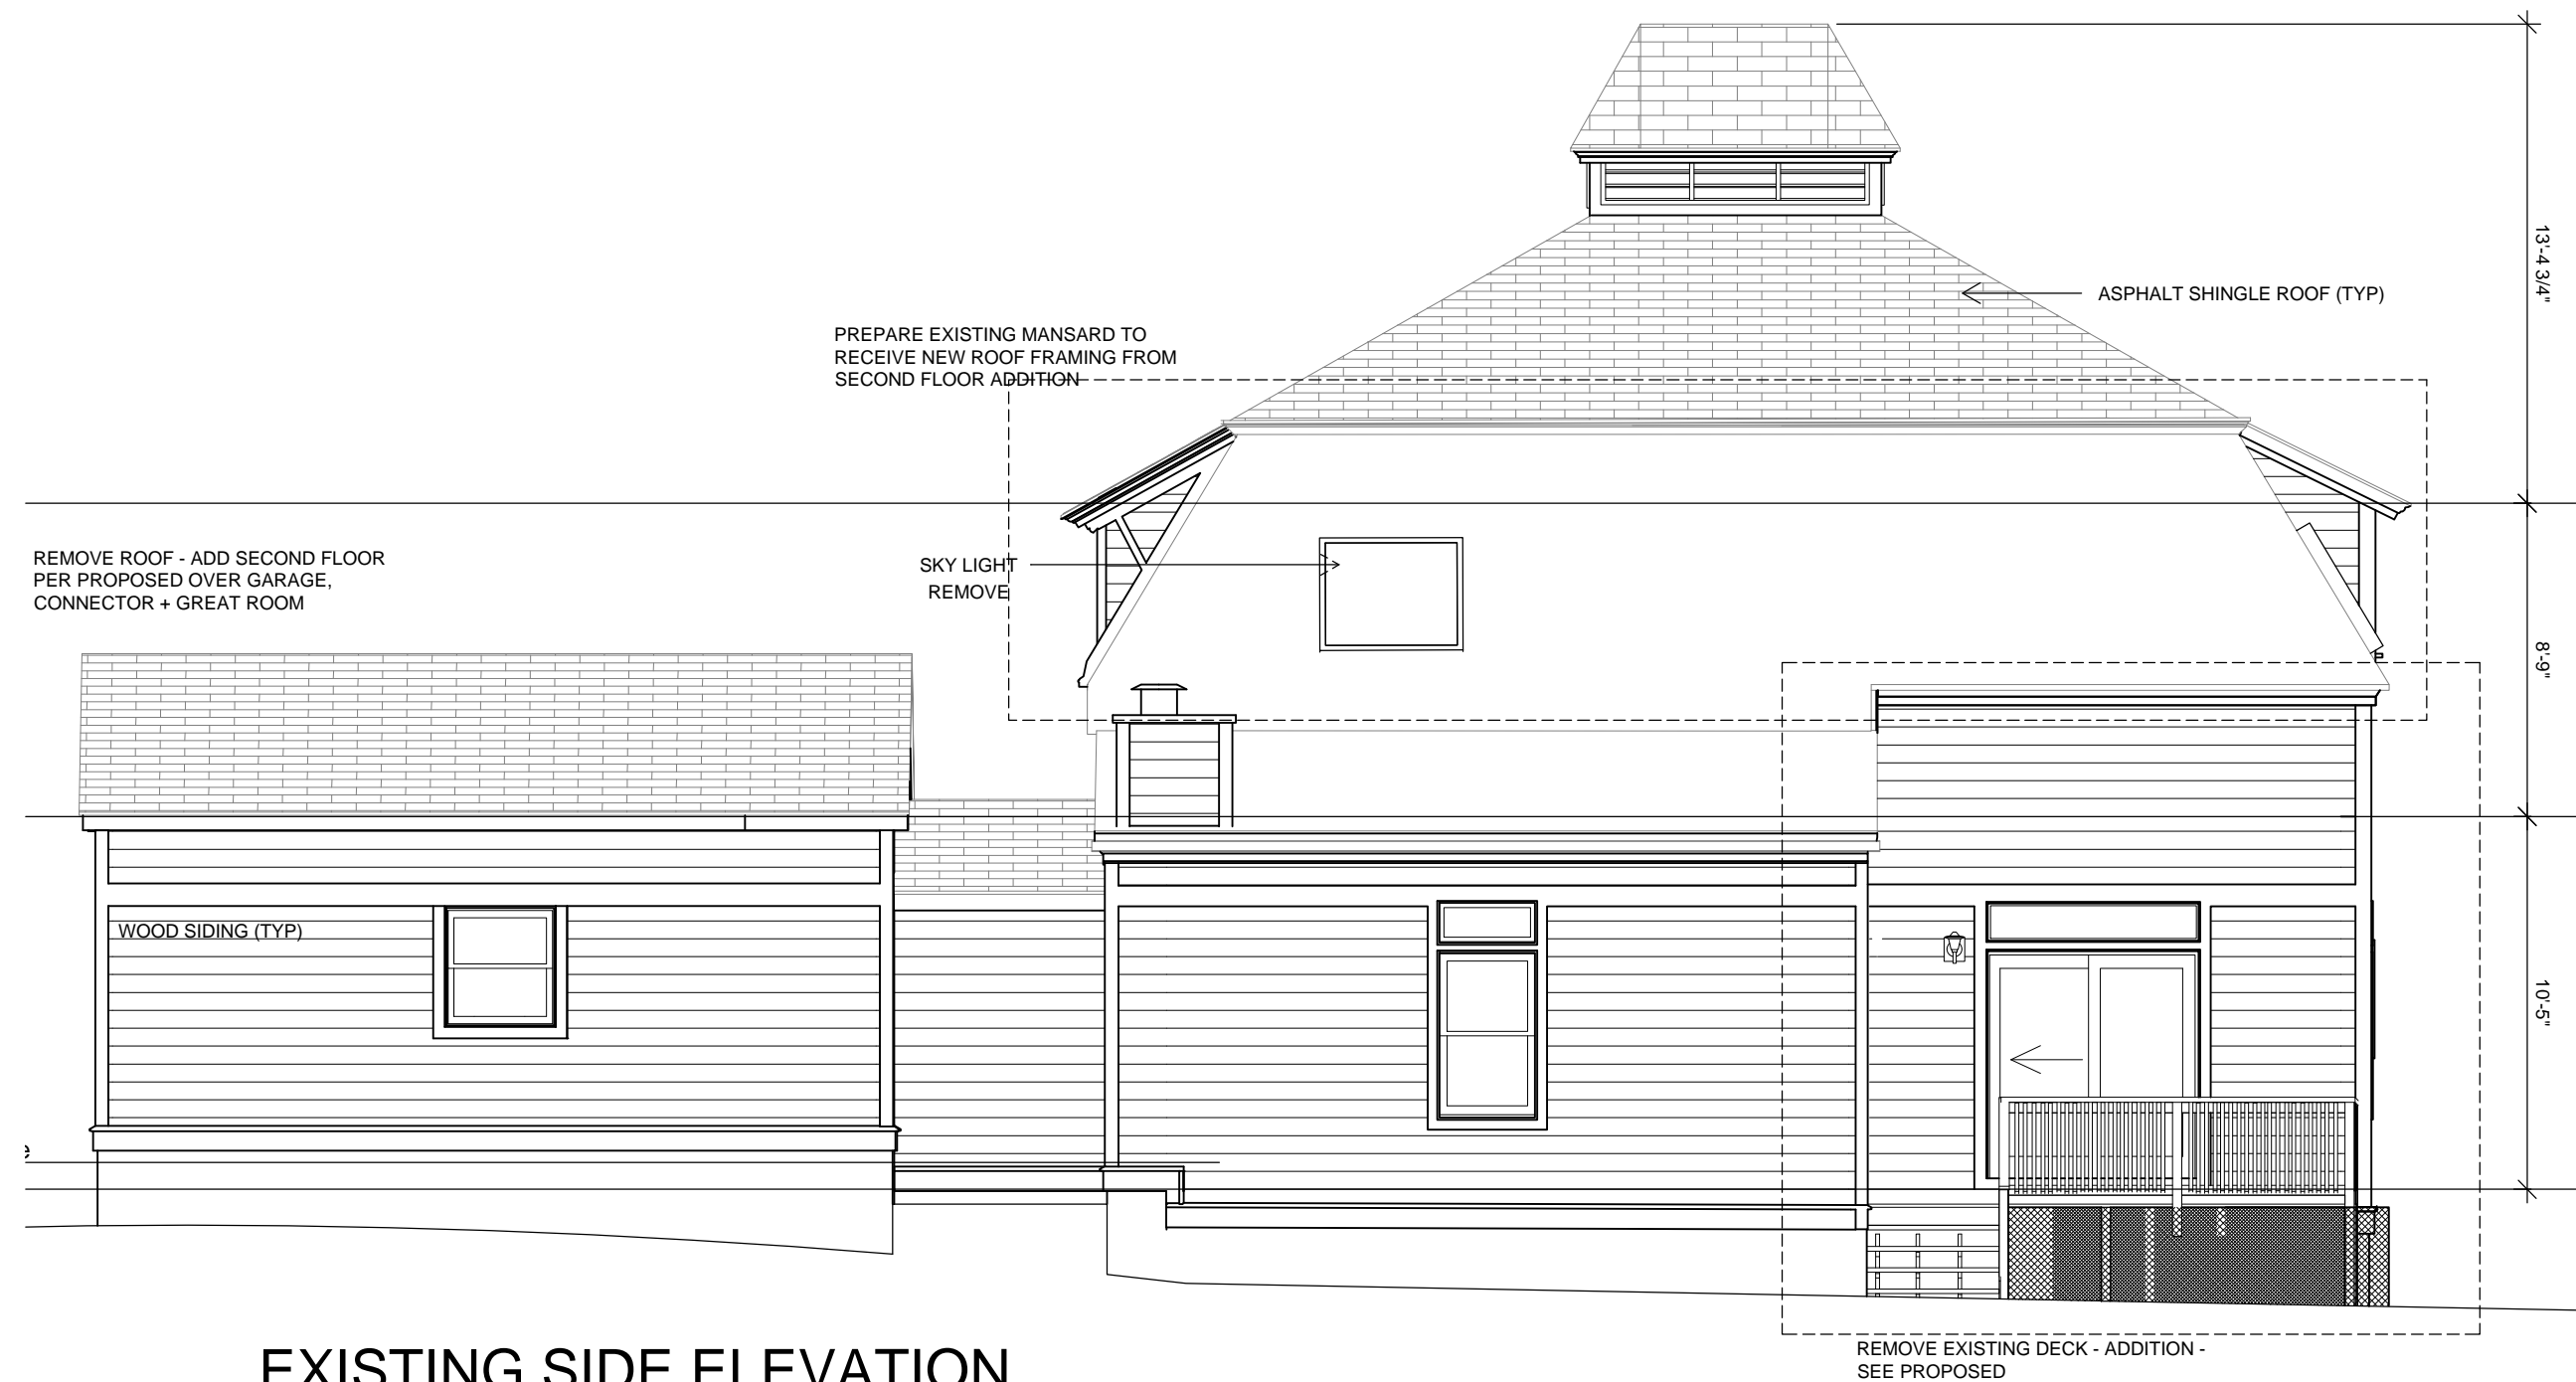 13'-4 3/4"
ASPHALT SHINGLE ROOF (TYP)
PREPARE EXISTING MANSARD TO
RECEIVE NEW ROOF FRAMING FROM
SECOND FLOOR ADDITION
REMOVE ROOF - ADD SECOND FLOOR
PER PROPOSED OVER GARAGE,
CONNECTOR + GREAT ROOM
SKY LIGHT
REMOVE
8'-9"
WOOD SIDING (TYP)
10'-5"
REMOVE EXISTING DECK - ADDITION -
SEE PROPOSED
EXISTING SIDE ELEVATION